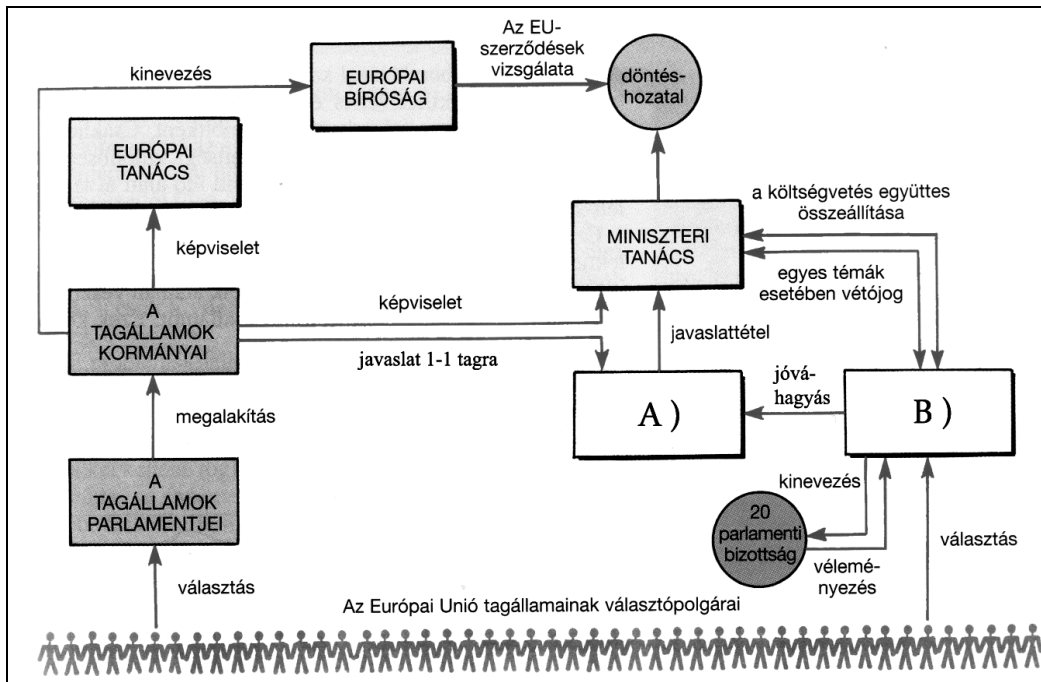 Az EU-
szerződések
vizsgálata
kinevezés
EURÓPAI
BÍRÓSÁG
döntés-
hozatal
EURÓPAI
TANÁCS
a költségvetés együttes
összeállítása
MINISZTERI
TANÁCS
képviselet
egyes témák
esetében vétójog
A
TAGÁLLAMOK
KORMÁNYAI
képviselet
javaslattétel
javaslat 1-1 tagra
jóvá-
hagyás
A )
B )
megalakítás
A
TAGÁLLAMOK
PARLAMENTJEI
kinevezés
20
parlamenti
bizottság
választás
vélemé-
nyezés
választás
Az Európai Unió tagállamainak választópolgárai